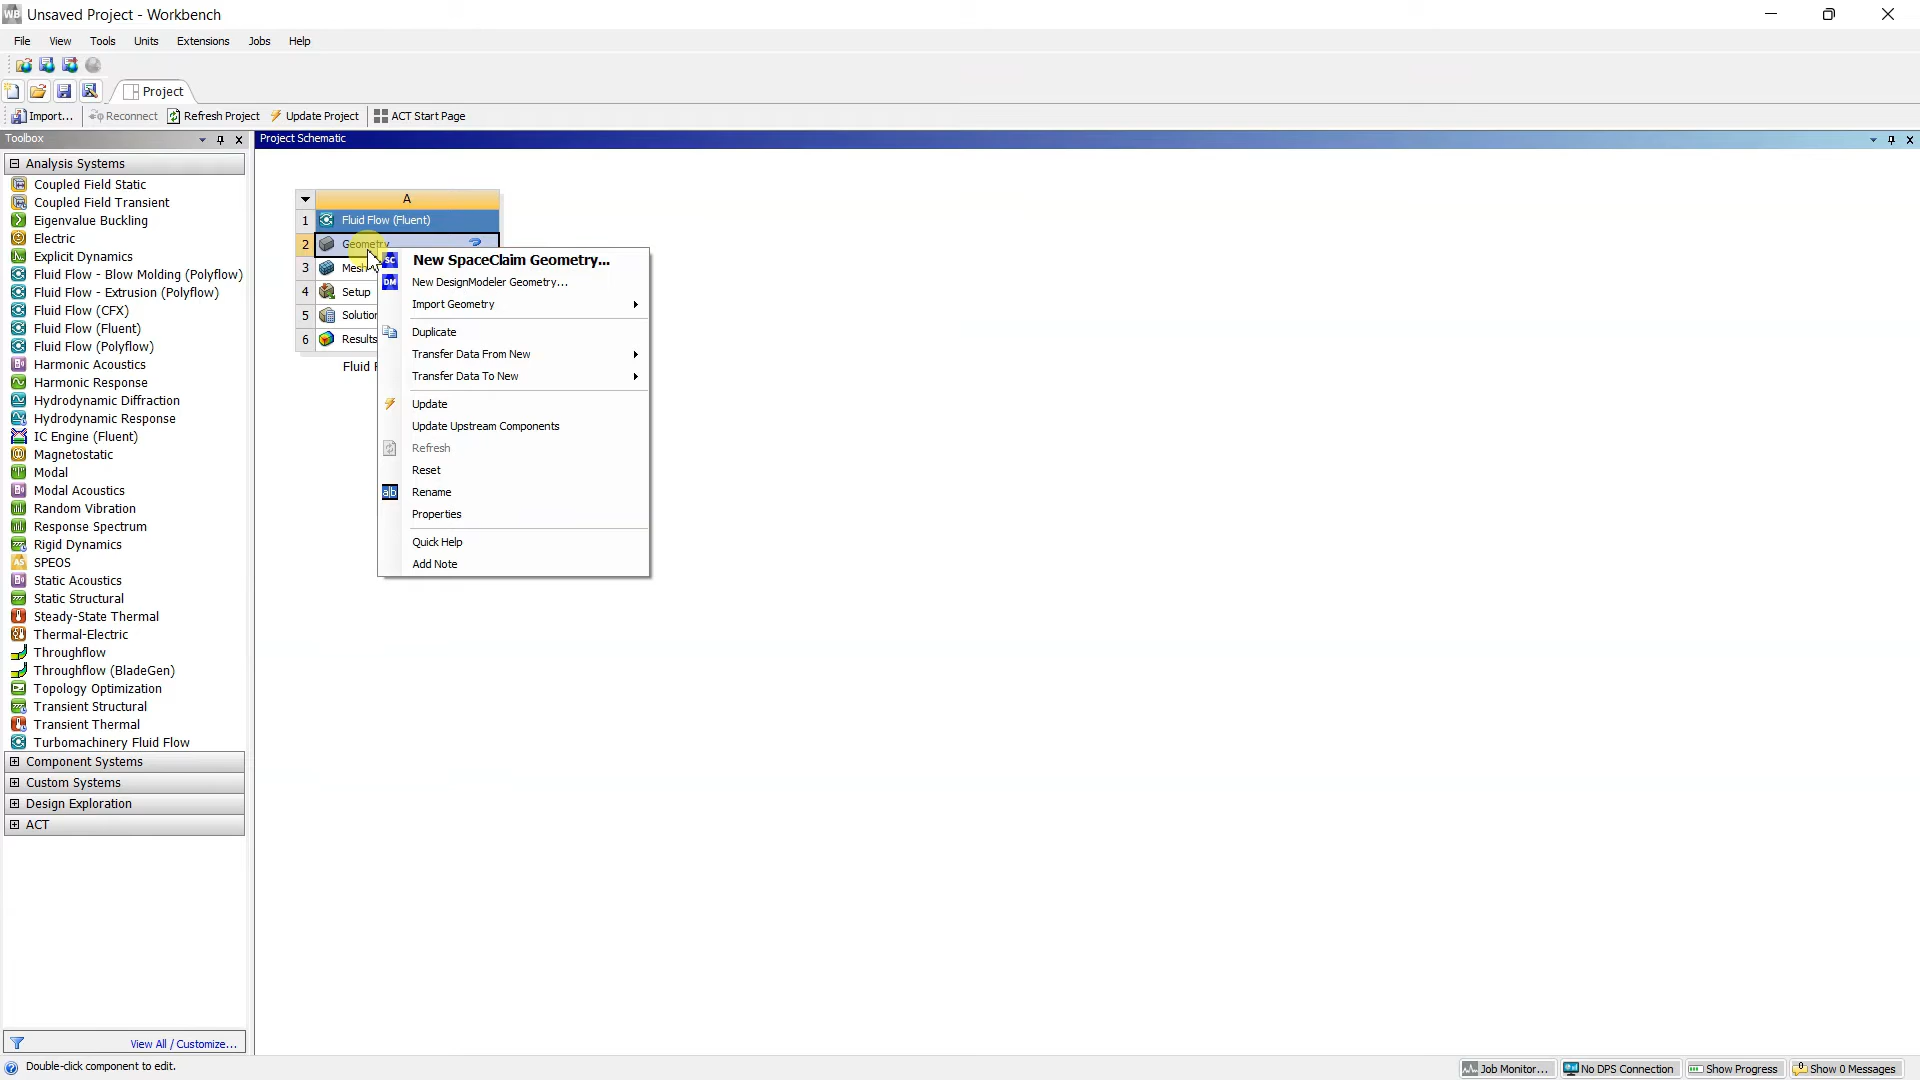 Unsaved Project - Workbench
File View Tools Units Extensions Jobs Help
Project
Import... Reconnect Refresh Project Update Project ACT Start Page
Toolbox
Project Schematic
Analysis Systems
Coupled Field Static
Coupled Field Transient
Eigenvalue Buckling
Electric
Explicit Dynamics
Fluid Flow - Blow Molding (Polyflow)
Fluid Flow - Extrusion (Polyflow)
Fluid Flow (CFX)
Fluid Flow (Fluent)
Fluid Flow (Polyflow)
Harmonic Acoustics
Harmonic Response
Hydrodynamic Diffraction
Hydrodynamic Response
IC Engine (Fluent)
Magnetostatic
Modal
Modal Acoustics
Random Vibration
Response Spectrum
Rigid Dynamics
SPEOS
Static Acoustics
Static Structural
Steady-State Thermal
Thermal-Electric
Throughflow
Throughflow (BladeGen)
Topology Optimization
Transient Structural
Transient Thermal
Turbomachinery Fluid Flow
Component Systems
Custom Systems
Design Exploration
ACT
View All / Customize...
A
1 Fluid Flow (Fluent)
2 Geometry
3 Mesh
4 Setup
5 Solution
6 Results
Fluid F
SC New SpaceClaim Geometry...
DM New DesignModeler Geometry...
Import Geometry
Duplicate
Transfer Data From New
Transfer Data To New
Update
Update Upstream Components
Refresh
Reset
a|b Rename
Properties
Quick Help
Add Note
Double-click component to edit.
Job Monitor... No DPS Connection Show Progress Show 0 Messages